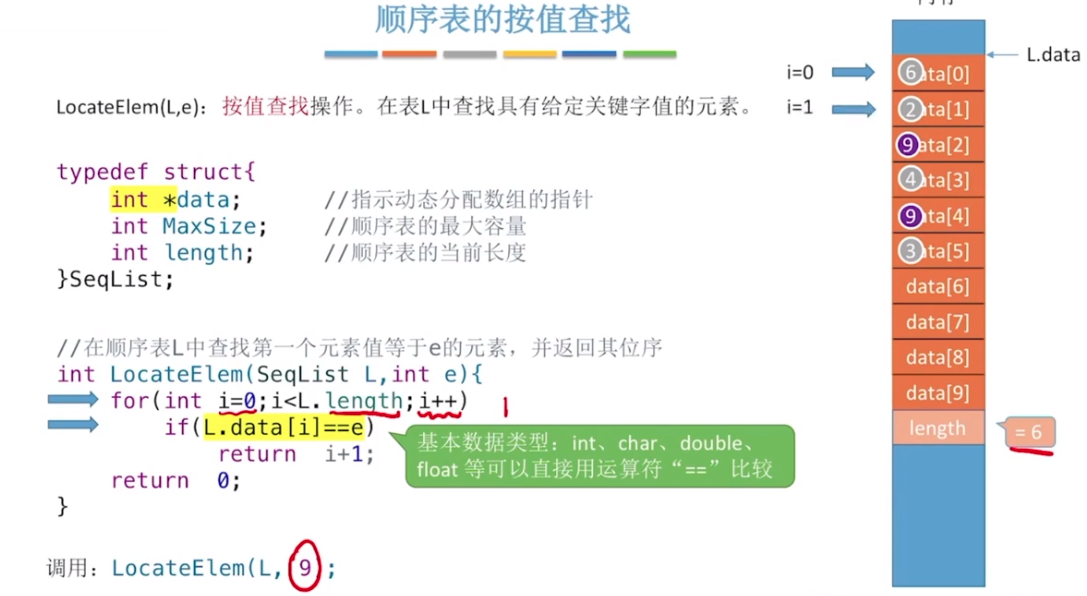 顺序表的按值查找
L.data
LocateElem(L,e)：按值查找操作。在表L中查找具有给定关键字值的元素。
i=0
i=1
6 ata[0]
2 ata[1]
9 ata[2]
4 ata[3]
9 ata[4]
3 ata[5]
data[6]
data[7]
data[8]
data[9]
length
= 6
typedef struct{
int *data; //指示动态分配数组的指针
int MaxSize; //顺序表的最大容量
int length; //顺序表的当前长度
}SeqList;
//在顺序表L中查找第一个元素值等于e的元素，并返回其位序
int LocateElem(SeqList L,int e){
for(int i=0;i<L.length;i++)
if(L.data[i]==e)
return i+1;
return 0;
}
基本数据类型：int、char、double、
float 等可以直接用运算符“==”比较
调用：LocateElem(L, 9 ;